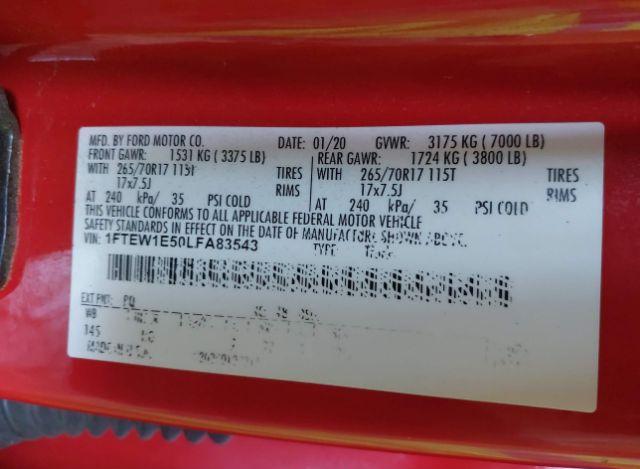 MFD. BY FORD MOTOR CO. DATE: 01/20 GVWR: 3175 KG ( 7000 LB)
FRONT GAWR: 1531 KG ( 3375 LB) REAR GAWR: 1724 KG ( 3800 LB)
WITH 265/70R17 115T TIRES WITH 265/70R17 115T TIRES
17x7.5J RIMS 17x7.5J RIMS
AT 240 kPa/ 35 PSI COLD AT 240 kPa/ 35 PSI COLD
THIS VEHICLE CONFORMS TO ALL APPLICABLE FEDERAL MOTOR VEHICLE
SAFETY STANDARDS IN EFFECT ON THE DATE OF MANUFACTURE SHOWN ABOVE.
VIN: 1FTEW1E50LFA83543 TYPE:
EXT PNT: PQ
WB
145
MADE IN U.S.A.